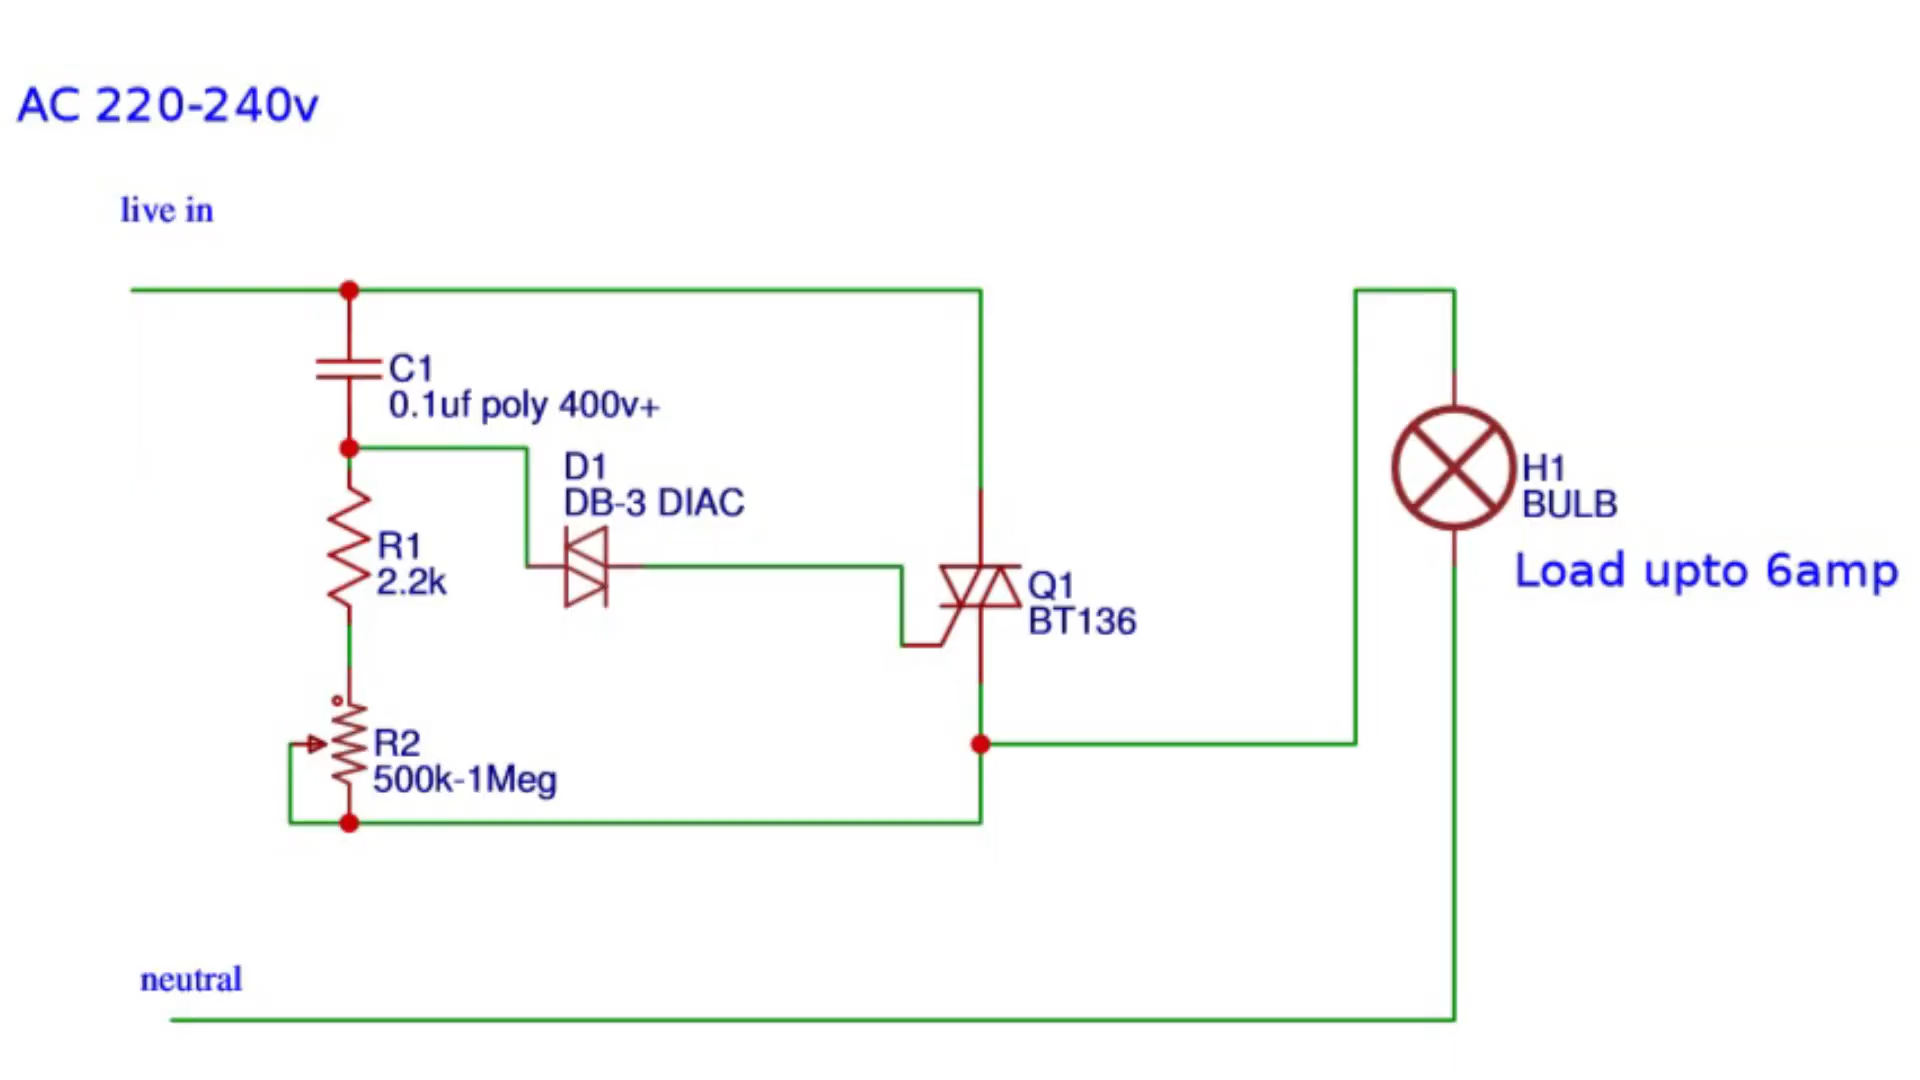 AC 220-240v
live in
C1
0.1uf poly 400v+
D1
DB-3 DIAC
H1
BULB
R1
2.2k
Load upto 6amp
Q1
BT136
R2
500k-1Meg
neutral